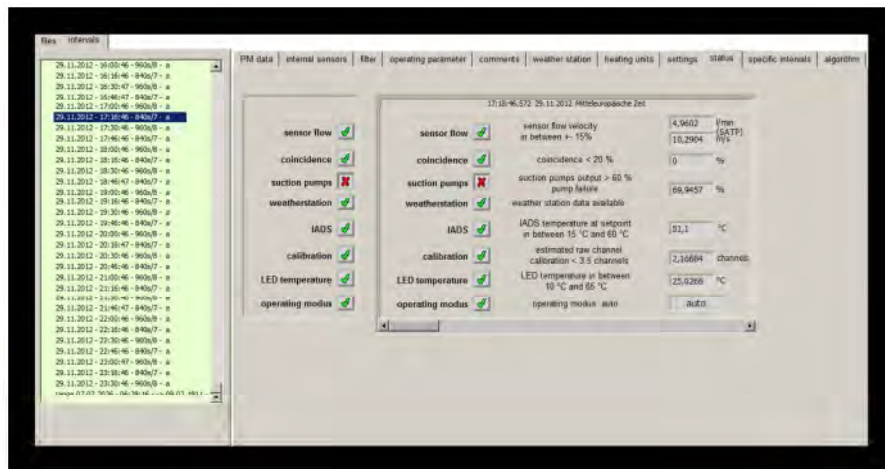 files intervals
29.11.2012 - 16:00:46 - 960s/8 - a
29.11.2012 - 16:16:46 - 840s/7 - a
29.11.2012 - 16:30:47 - 960s/8 - a
29.11.2012 - 16:46:47 - 840s/7 - a
29.11.2012 - 17:00:46 - 960s/8 - a
29.11.2012 - 17:16:46 - 840s/7 - a
29.11.2012 - 17:30:46 - 960s/8 - a
29.11.2012 - 17:46:46 - 840s/7 - a
29.11.2012 - 18:00:46 - 960s/8 - a
29.11.2012 - 18:16:46 - 840s/7 - a
29.11.2012 - 18:30:46 - 960s/8 - a
29.11.2012 - 18:46:47 - 840s/7 - a
29.11.2012 - 19:00:46 - 960s/8 - a
29.11.2012 - 19:16:46 - 840s/7 - a
29.11.2012 - 19:30:46 - 960s/8 - a
29.11.2012 - 19:46:46 - 840s/7 - a
29.11.2012 - 20:00:46 - 960s/8 - a
29.11.2012 - 20:16:47 - 840s/7 - a
29.11.2012 - 20:30:46 - 960s/8 - a
29.11.2012 - 20:46:46 - 840s/7 - a
29.11.2012 - 21:00:46 - 960s/8 - a
29.11.2012 - 21:16:46 - 840s/7 - a
29.11.2012 - 21:30:46 - 960s/8 - a
29.11.2012 - 21:46:47 - 840s/7 - a
29.11.2012 - 22:00:46 - 960s/8 - a
29.11.2012 - 22:16:46 - 840s/7 - a
29.11.2012 - 22:30:46 - 960s/8 - a
29.11.2012 - 22:46:46 - 840s/7 - a
29.11.2012 - 23:00:47 - 960s/8 - a
29.11.2012 - 23:16:46 - 840s/7 - a
29.11.2012 - 23:30:46 - 960s/8 - a
PM data internal sensors filter operating parameter comments weather station heating units settings status specific intervals algorithm
sensor flow
coincidence
suction pumps
weatherstation
IADS
calibration
LED temperature
operating modus
17:18:46,572 29.11.2012 Mitteleuropäische Zeit
sensor flow sensor flow velocity in between +- 15% 4,9602 l/min (SATP)
10,2904 m/s
coincidence coincidence < 20 % 0 %
suction pumps suction pumps output > 60 % pump failure 69,9457 %
weatherstation weather station data available
IADS IADS temperature at setpoint in between 15 °C and 60 °C 51,1 °C
calibration estimated raw channel calibration < 3.5 channels 2,16684 channels
LED temperature LED temperature in between 10 °C and 65 °C 25,0266 °C
operating modus operating modus auto auto